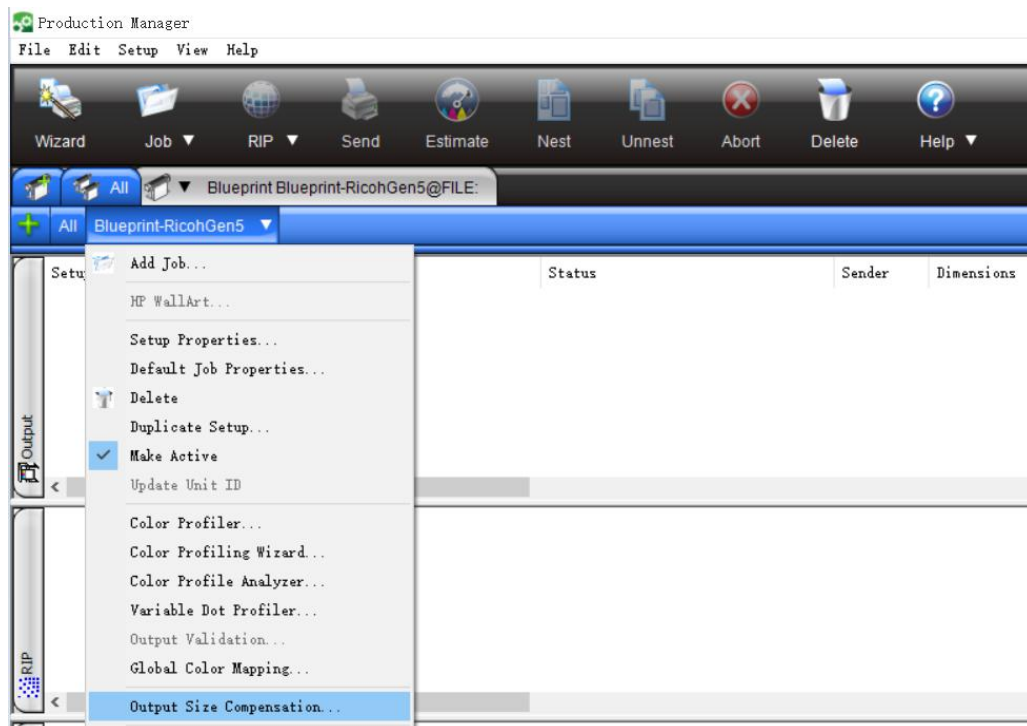 Production Manager
File Edit Setup View Help
Wizard Job ▼ RIP ▼ Send Estimate Nest Unnest Abort Delete Help ▼
All ▼ Blueprint Blueprint-RicohGen5@FILE:
All Blueprint-RicohGen5 ▼
Setu Status Sender Dimensions
Add Job...
HP WallArt...
Setup Properties...
Default Job Properties...
Delete
Duplicate Setup...
Make Active
Update Unit ID
Color Profiler...
Color Profiling Wizard...
Color Profile Analyzer...
Variable Dot Profiler...
Output Validation...
Global Color Mapping...
Output Size Compensation...
Output
RIP